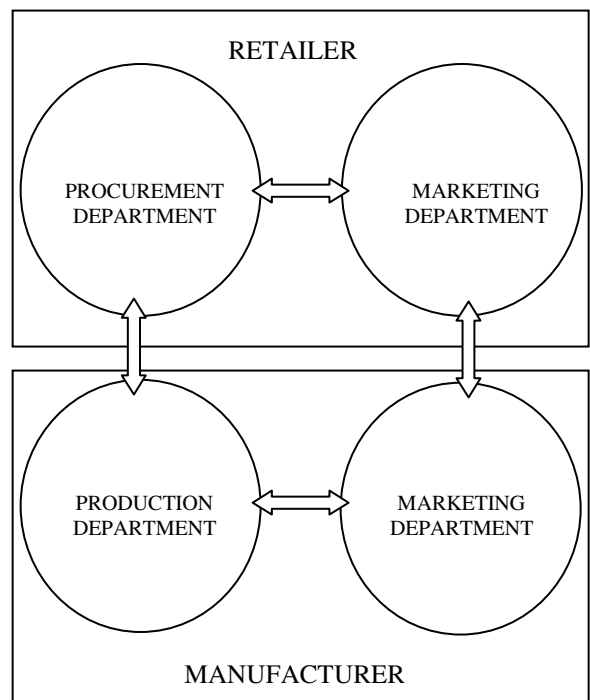 RETAILER
PROCUREMENT
DEPARTMENT
MARKETING
DEPARTMENT
PRODUCTION
DEPARTMENT
MARKETING
DEPARTMENT
MANUFACTURER